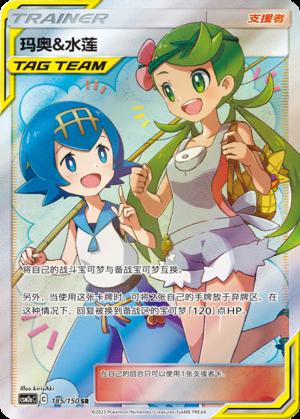 TRAINER
支援者
玛奥&水莲
TAG TEAM
将自己的战斗宝可梦与备战宝可梦互换。
另外，当使用这张卡牌时，可将2张自己的手牌放于弃牌区。在
这种情况下，回复被换到备战区的宝可梦「120」点HP。
Illus.kirisAki
在自己的回合只可以使用1张支援者卡。
185/150 SR
©2023 Pokémon/Nintendo/Creatures/GAME FREAK